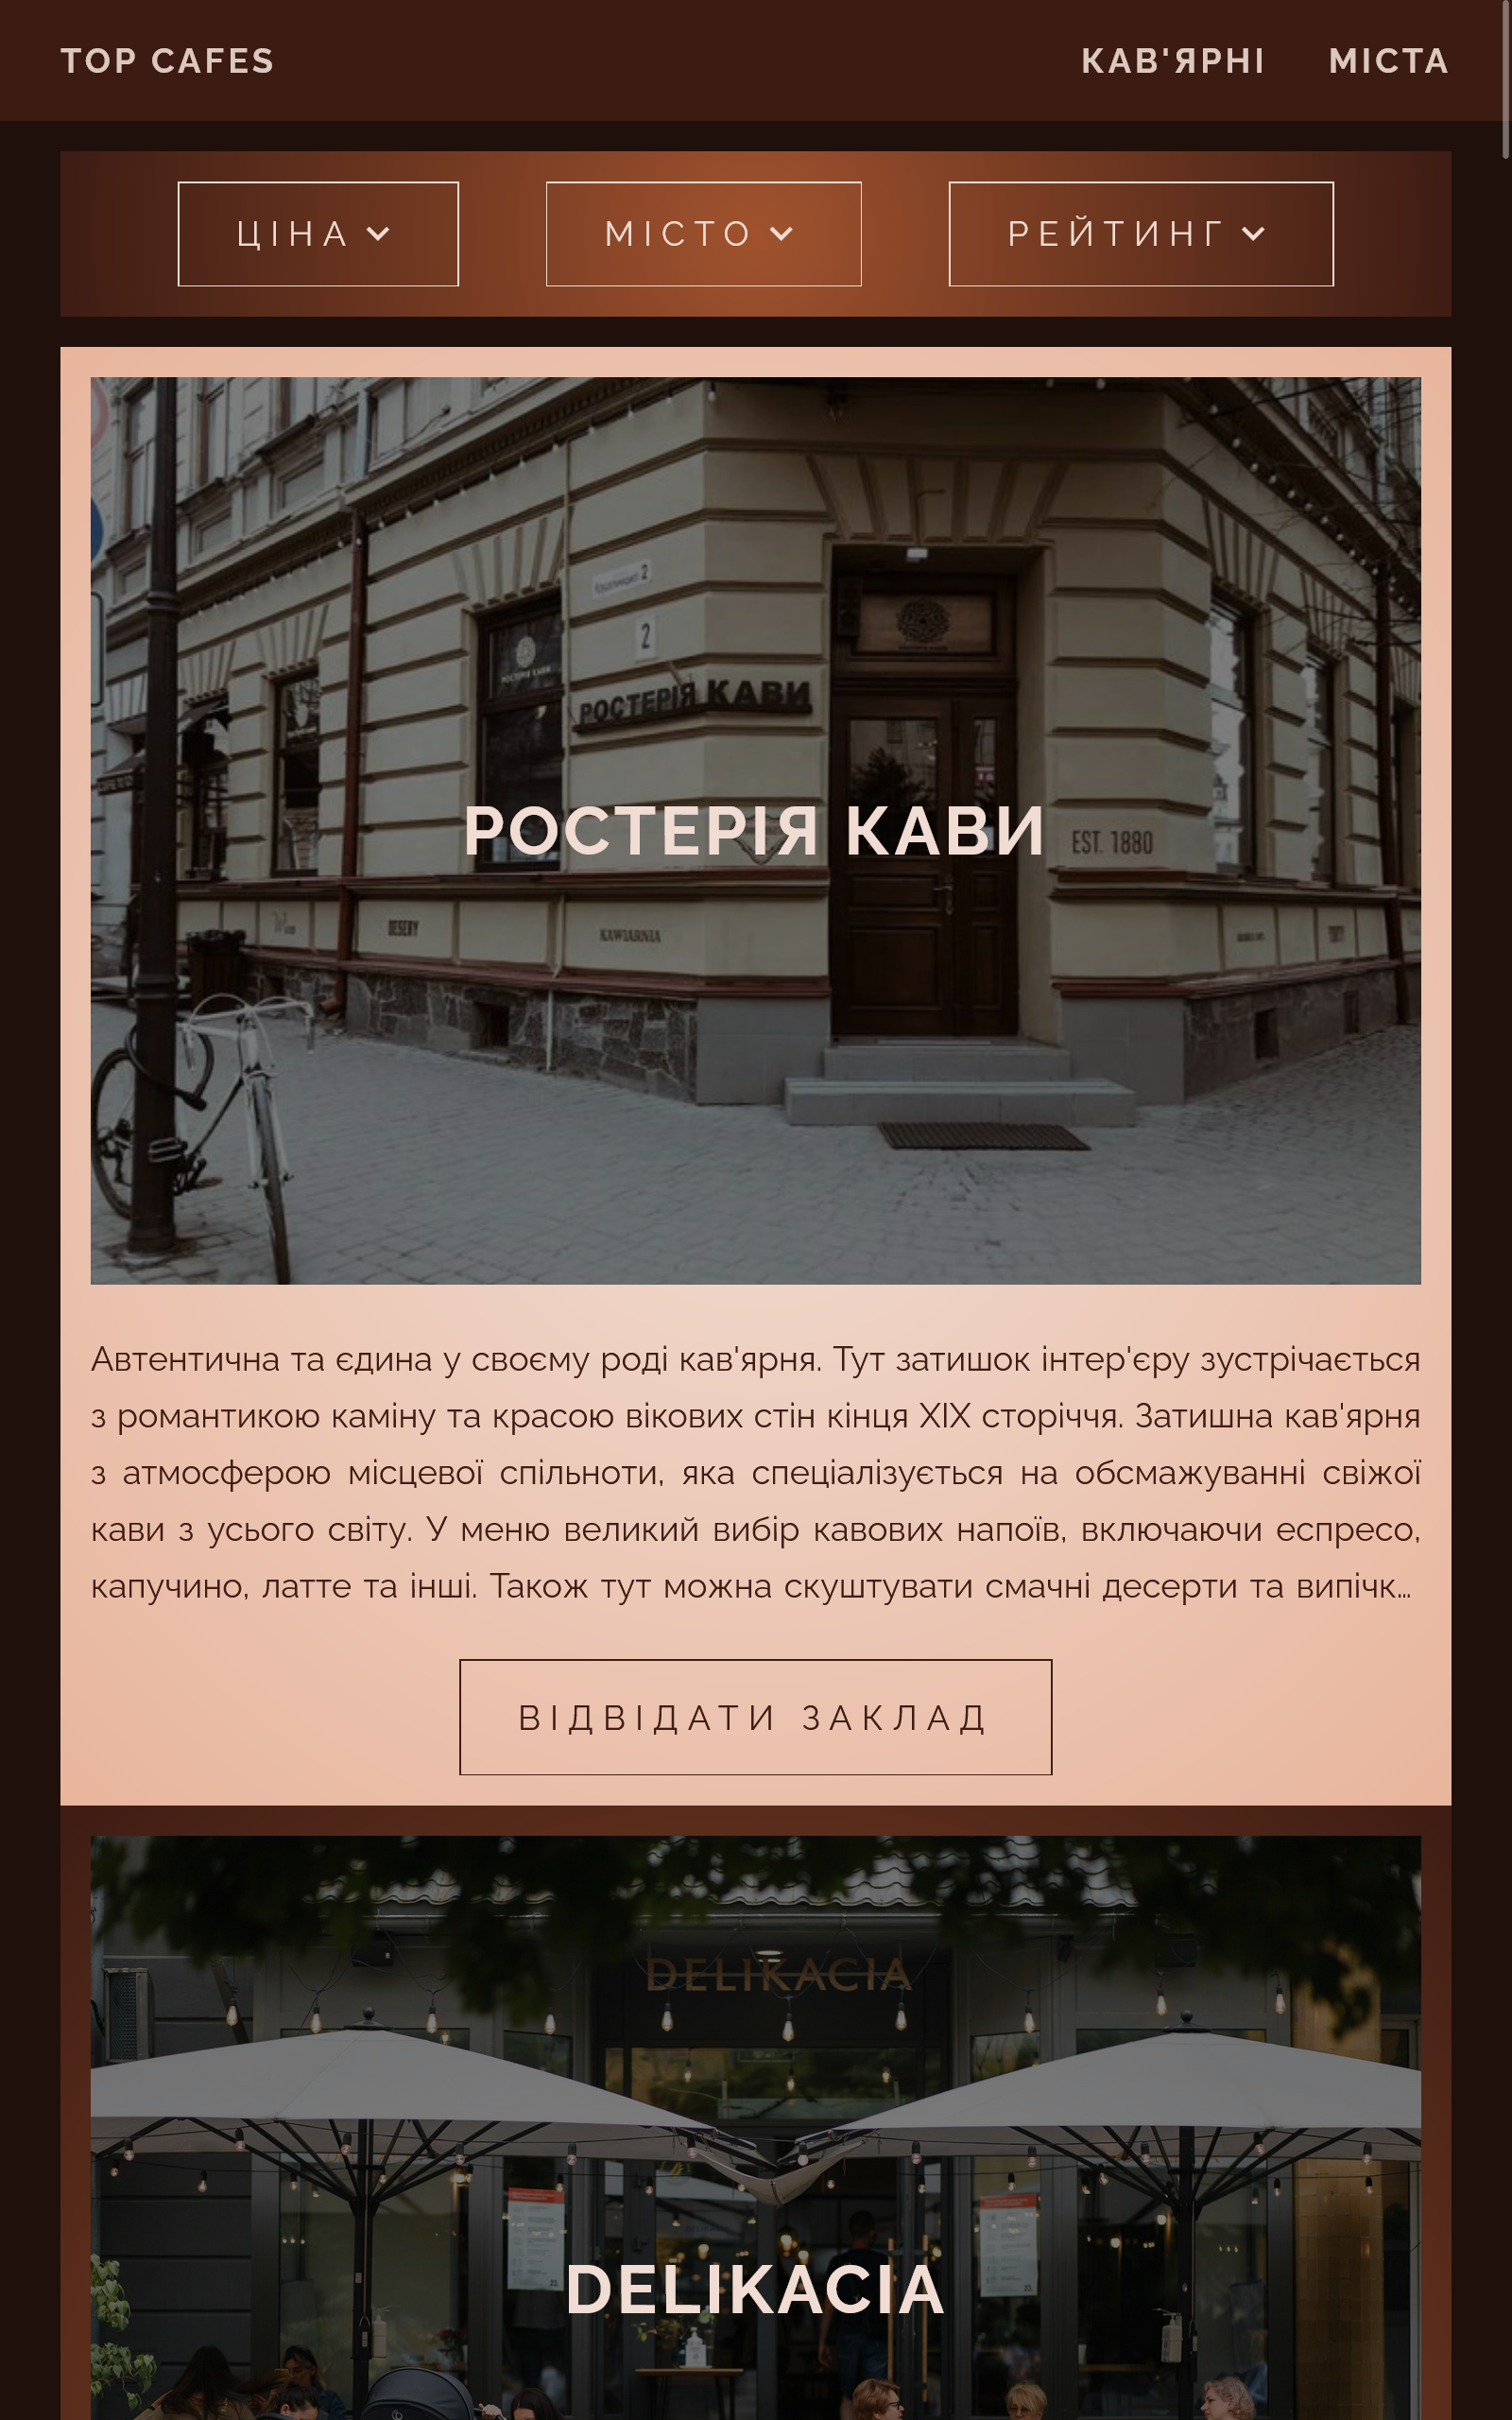 TOP CAFES
КАВ'ЯРНІ МІСТА
ЦІНА
МІСТО
РЕЙТИНГ
2
2
РОСТЕРІЯ КАВИ
РОСТЕРІЯ КАВИ
EST. 1880
DESERY
KAWIARNIA
Автентична та єдина у своєму роді кав'ярня. Тут затишок інтер'єру зустрічається
з романтикою каміну та красою вікових стін кінця XIX сторіччя. Затишна кав'ярня
з атмосферою місцевої спільноти, яка спеціалізується на обсмажуванні свіжої
кави з усього світу. У меню великий вибір кавових напоїв, включаючи еспресо,
капучино, латте та інші. Також тут можна скуштувати смачні десерти та випічк…
ВІДВІДАТИ ЗАКЛАД
DELIKACIA
DELIKACIA